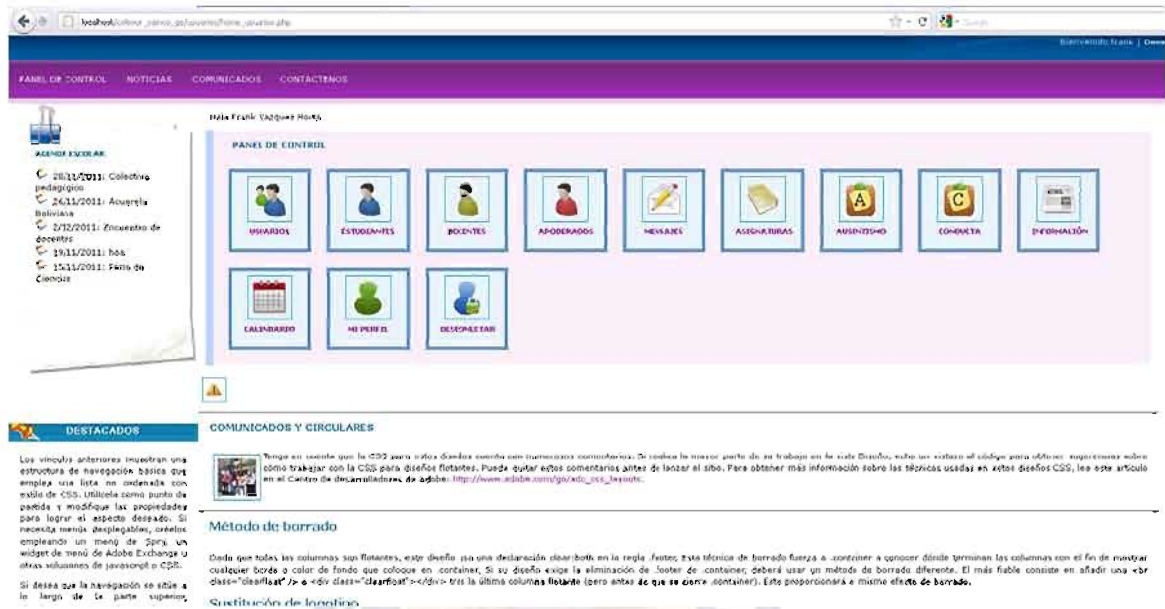 Bienvenido frank |
PANEL DE CONTROL NOTICIAS COMUNICADOS CONTACTENOS
AGENDA ESCOLAR
28/11/2011: Colectivo
pedagógico
26/11/2011: Acuarela
Boliviana
2/12/2011: Encuentro de
docentes
19/11/2011: hoa
15/11/2011: Feria de
Ciencias
Hola Frank Vazquez
PANEL DE CONTROL
USUARIOS ESTUDIANTES DOCENTES APODERADOS MENSAJES ASIGNATURAS AUSENTISMO CONDUCTA INFORMACIÓN
CALENDARIO MI PERFIL DESCONECTAR
DESTACADOS
Los vínculos anteriores muestran una
estructura de navegación básica que
emplea una lista no ordenada con
estilo de CSS. Utilícela como punto de
partida y modifique las propiedades
para lograr el aspecto deseado. Si
necesita menús desplegables, créelos
empleando un menú de Spry, un
widget de menú de Adobe Exchange u
otras soluciones de javascript o CSS.
Si desea que la navegación se sitúe a
lo largo de la parte superior,
COMUNICADOS Y CIRCULARES
Tenga en cuenta que la CSS para estos diseños cuenta con numerosos comentarios. Si realiza la mayor parte de su trabajo en la vista Diseño, eche un vistazo al código para obtener sugerencias sobre
cómo trabajar con la CSS para diseños flotantes. Puede quitar estos comentarios antes de lanzar el sitio. Para obtener más información sobre las técnicas usadas en estos diseños CSS, lea este artículo
en el Centro de desarrolladores de Adobe: http://www.adobe.com/go/adc_css_layouts.
Método de borrado
Dado que todas las columnas son flotantes, este diseño usa una declaración clear:both en la regla .footer. Esta técnica de borrado fuerza a .container a conocer dónde terminan las columnas con el fin de mostrar
cualquier borde o color de fondo que coloque en .container. Si su diseño exige la eliminación de .footer de .container, deberá usar un método de borrado diferente. El más fiable consiste en añadir una <br
class="clearfloat" /> o <div class="clearfloat"></div> tras la última columna flotante (pero antes de que se cierre .container). Esto proporcionará el mismo efecto de borrado.
Sustitución de logotipo